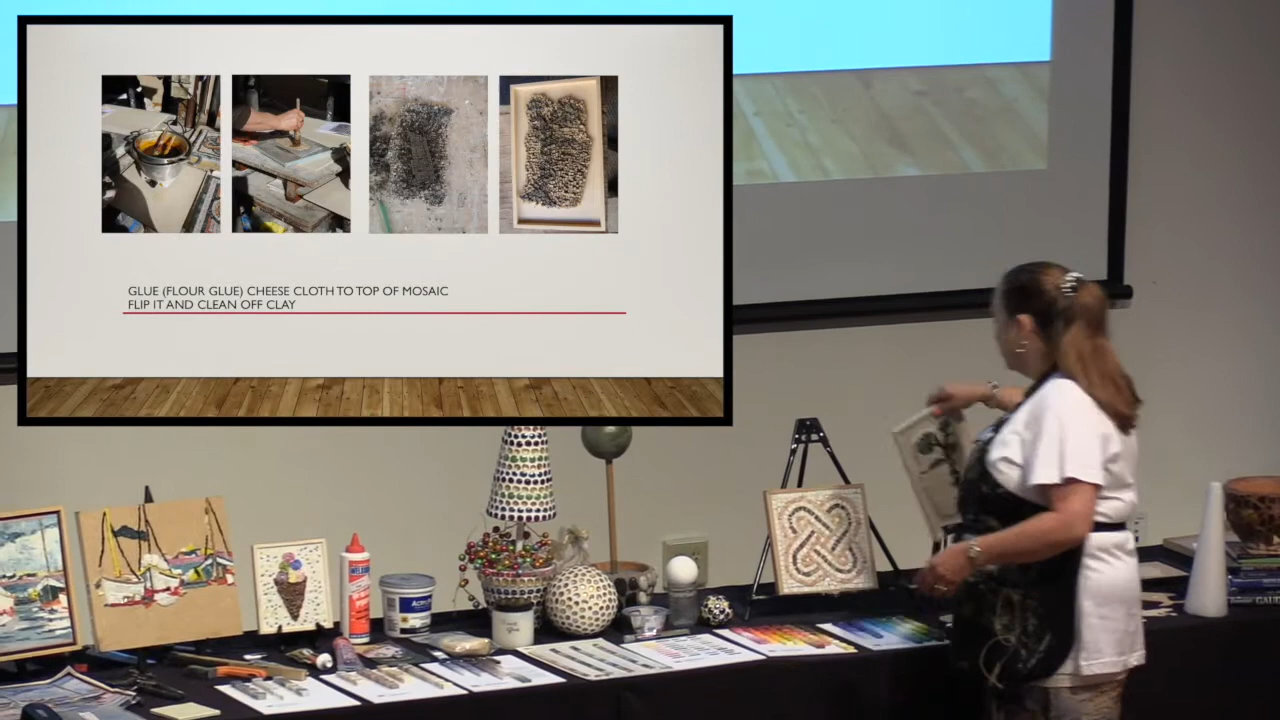 GLUE (FLOUR GLUE) CHEESE CLOTH TO TOP OF MOSAIC
FLIP IT AND CLEAN OFF CLAY